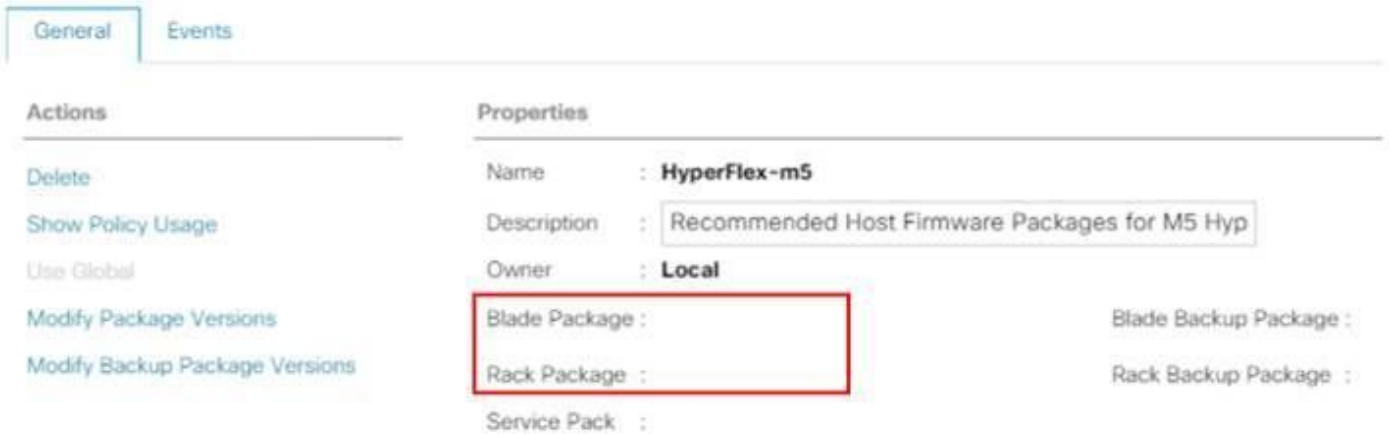 General Events
Actions
Delete
Show Policy Usage
Use Global
Modify Package Versions
Modify Backup Package Versions
Properties
Name : HyperFlex-m5
Description : Recommended Host Firmware Packages for M5 Hyp
Owner : Local
Blade Package :
Blade Backup Package :
Rack Package :
Rack Backup Package :
Service Pack :